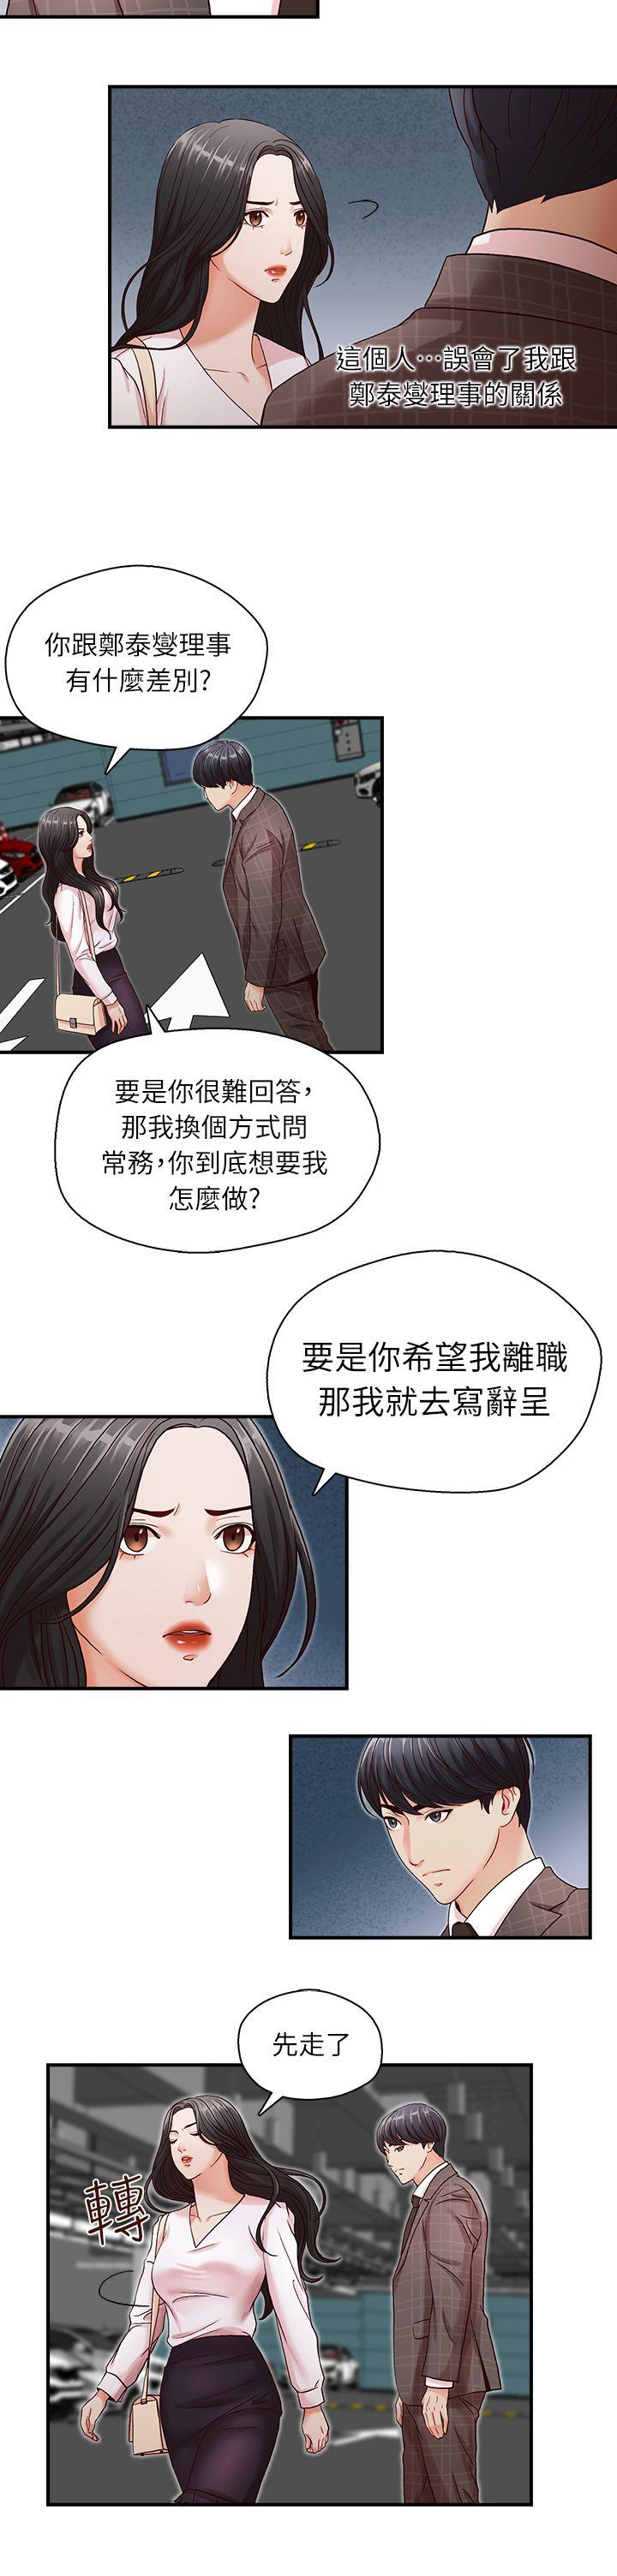 這個人⋯誤會了我跟
鄭泰燮理事的關係
你跟鄭泰燮理事
有什麼差別?
要是你很難回答，
那我換個方式問
常務，你到底想要我
怎麼做?
要是你希望我離職
那我就去寫辭呈
先走了
轉